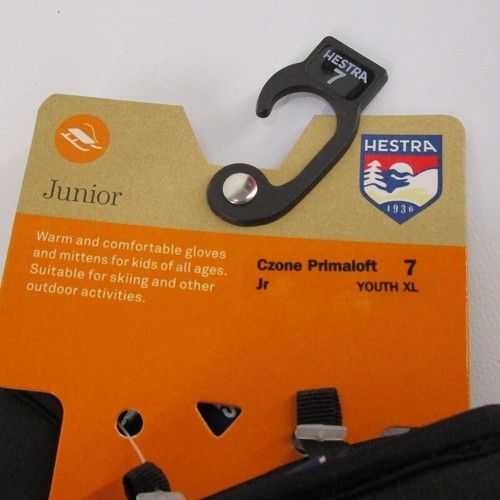 HESTRA
7
HESTRA
1936
Junior
Warm and comfortable gloves
and mittens for kids of all ages.
Suitable for skiing and other
outdoor activities.
Czone Primaloft 7
Jr YOUTH XL